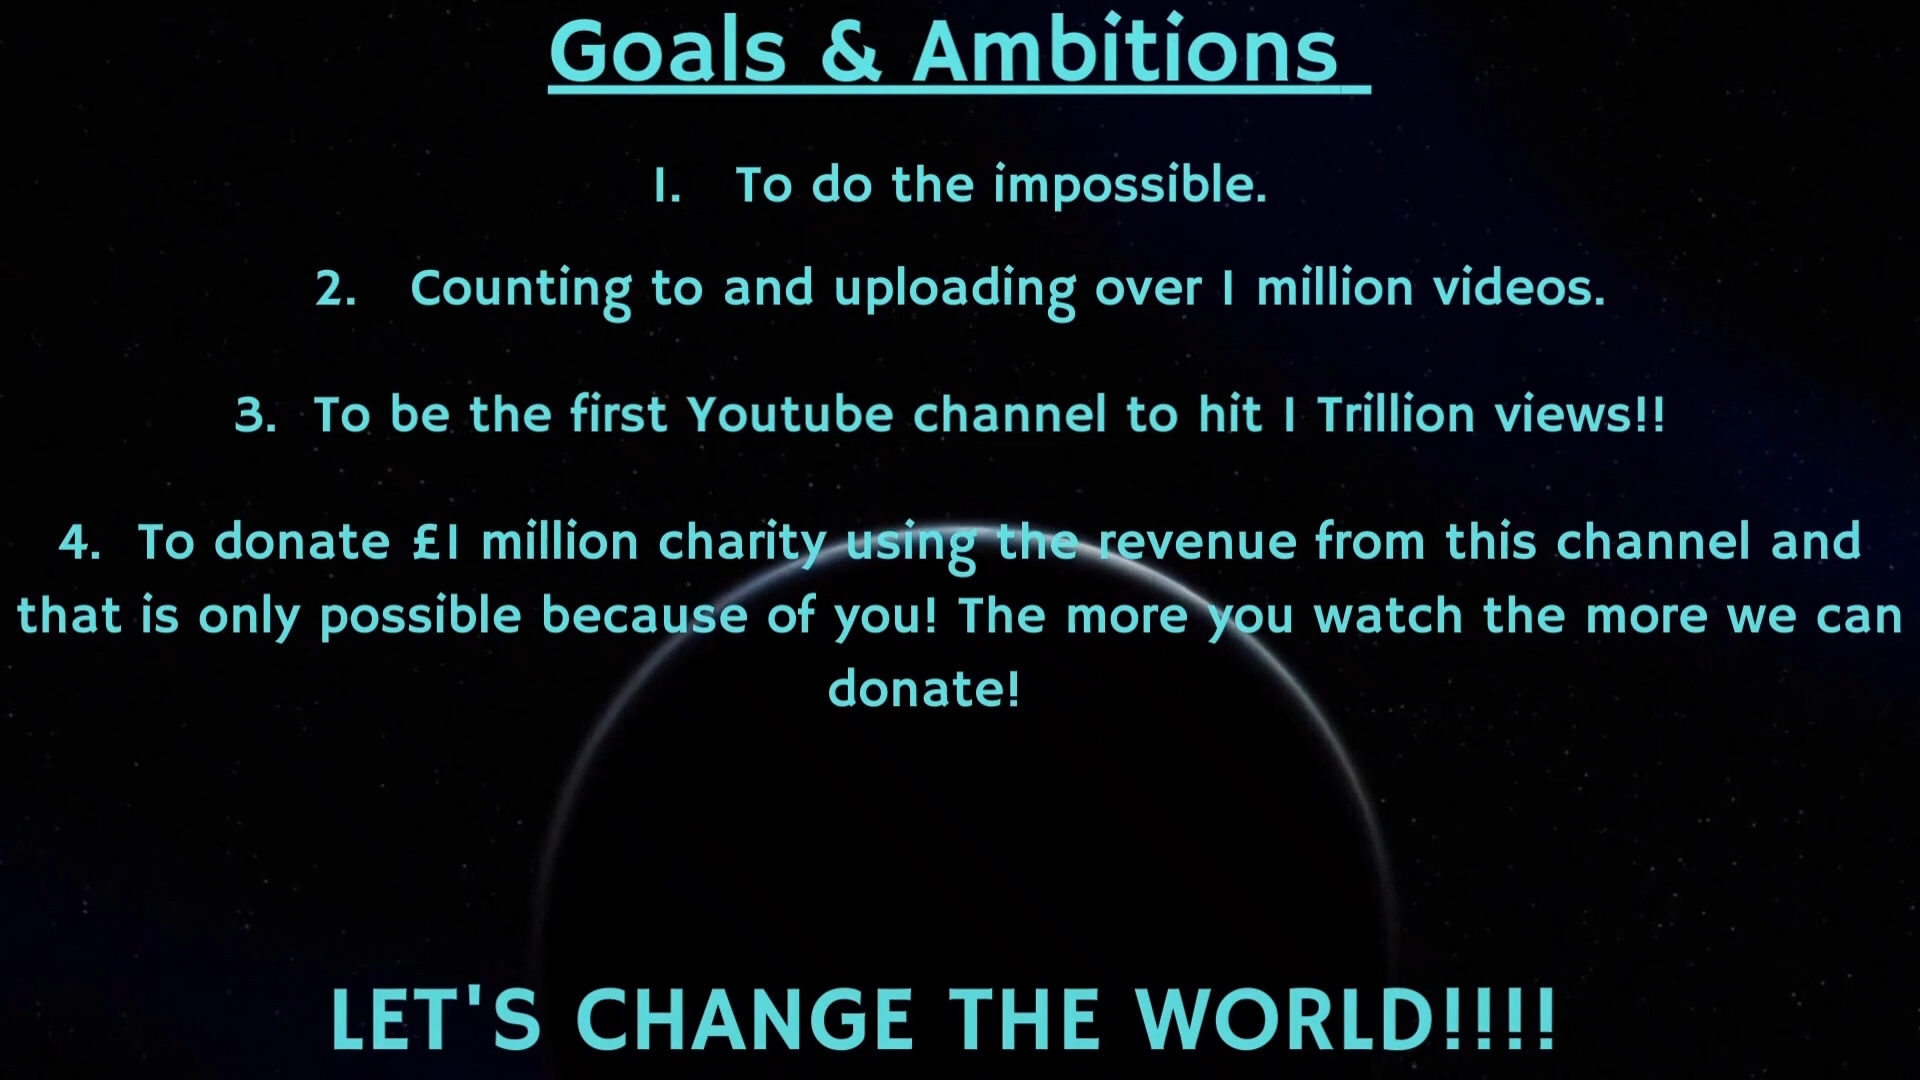 Goals & Ambitions
1. To do the impossible.
2. Counting to and uploading over 1 million videos.
3. To be the first Youtube channel to hit 1 Trillion views!!
4. To donate £1 million charity using the revenue from this channel and
that is only possible because of you! The more you watch the more we can
donate!
LET'S CHANGE THE WORLD!!!!